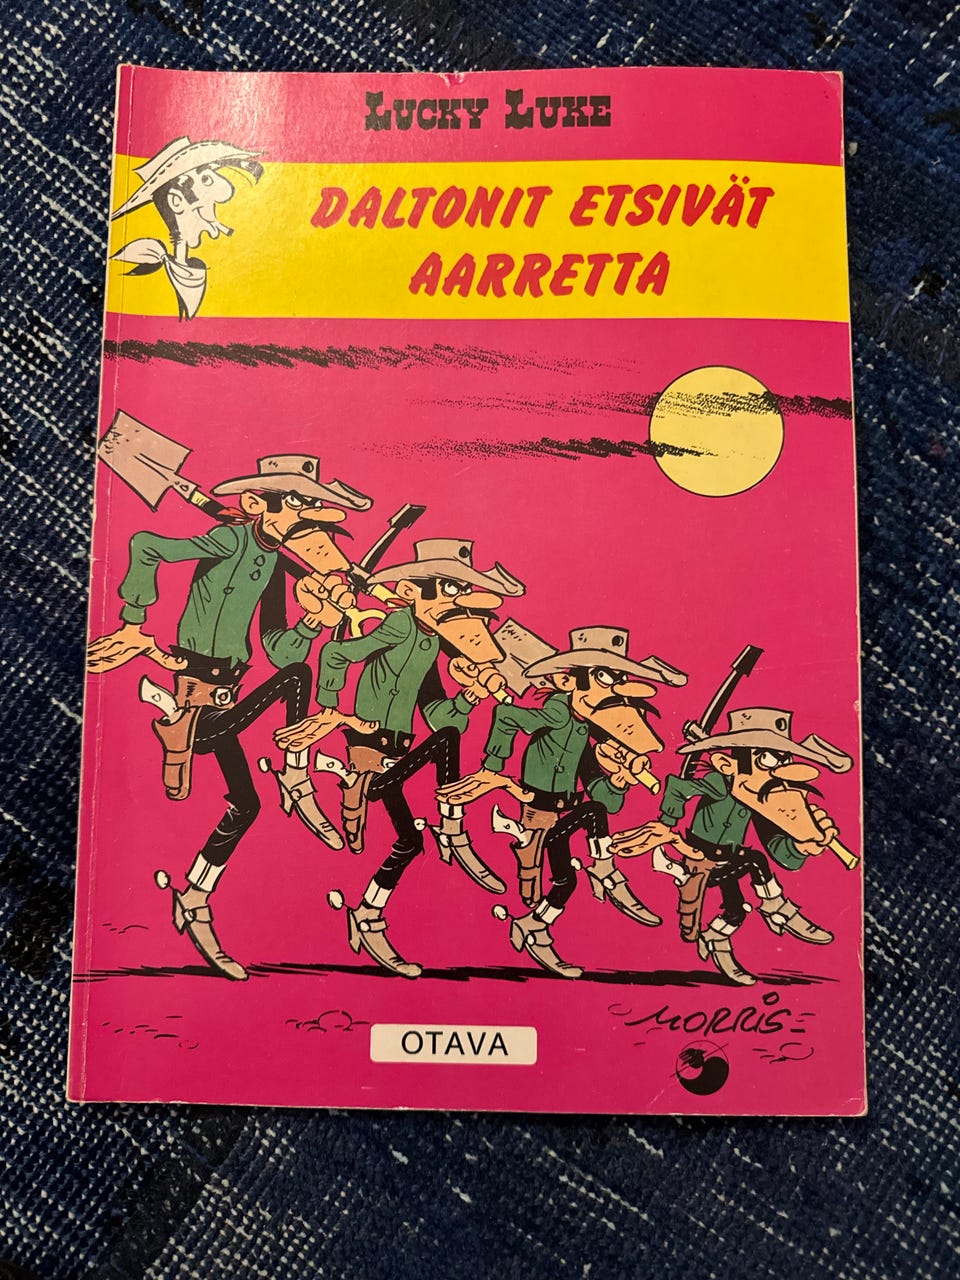 LUCKY LUKE
DALTONIT ETSIVÄT
AARRETTA
MORRIS
OTAVA